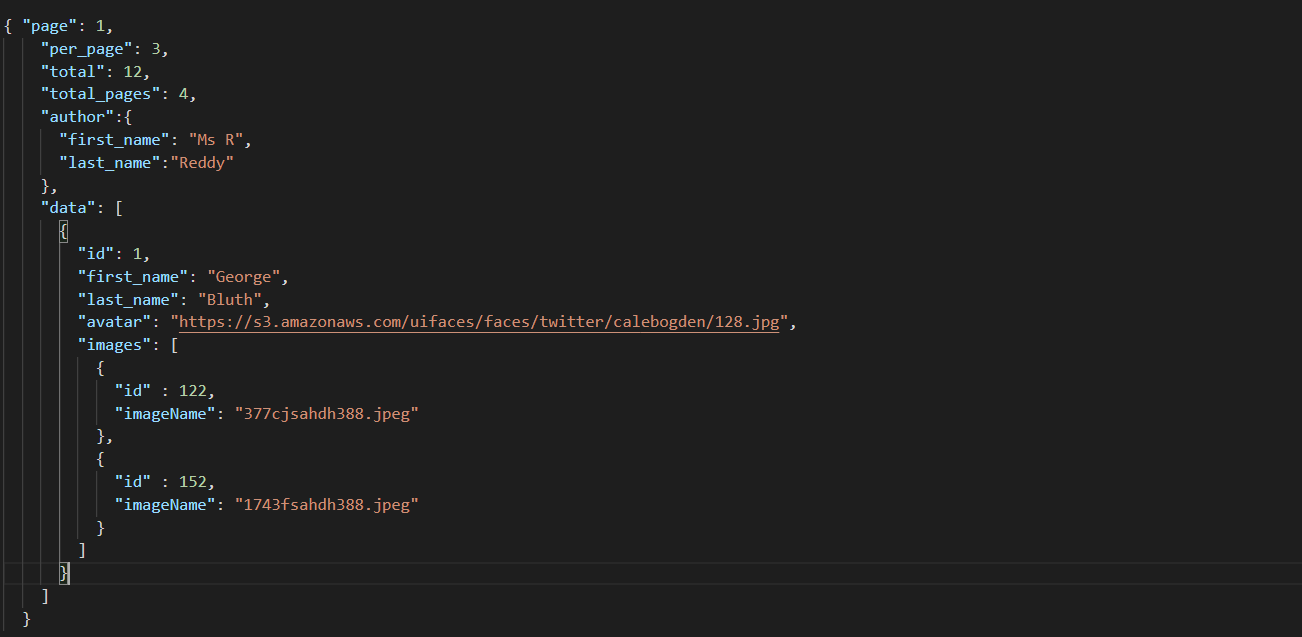 { "page": 1,
"per_page": 3,
"total": 12,
"total_pages": 4,
"author":{
"first_name": "Ms R",
"last_name":"Reddy"
},
"data": [
{
"id": 1,
"first_name": "George",
"last_name": "Bluth",
"avatar": "https://s3.amazonaws.com/uifaces/faces/twitter/calebogden/128.jpg",
"images": [
{
"id" : 122,
"imageName": "377cjsahdh388.jpeg"
},
{
"id" : 152,
"imageName": "1743fsahdh388.jpeg"
}
]
}
]
}